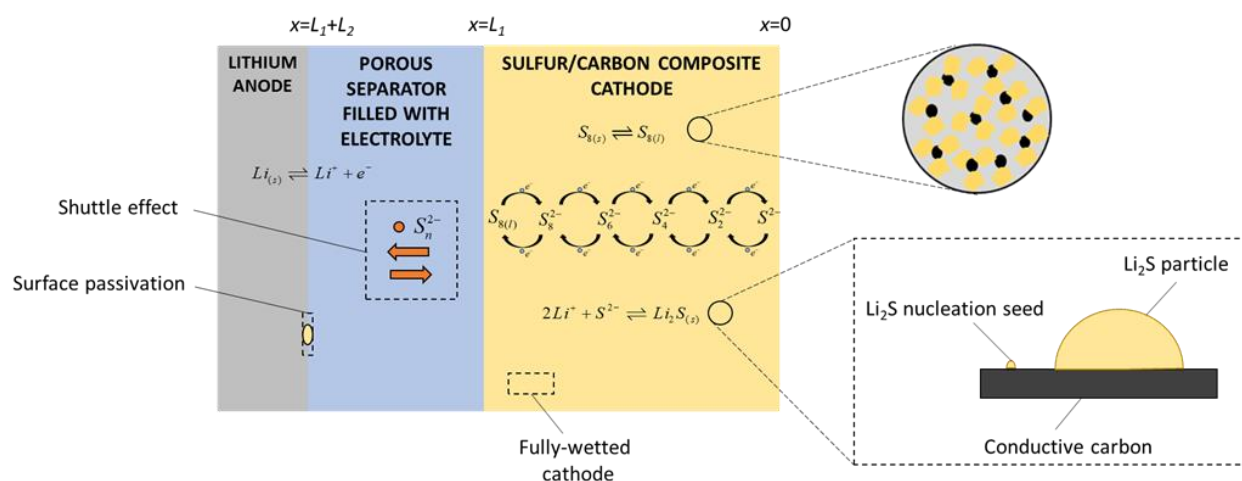 x=L₁+L₂
x=L₁
x=0
LITHIUM
ANODE
POROUS
SEPARATOR
FILLED WITH
ELECTROLYTE
SULFUR/CARBON COMPOSITE
CATHODE
S₈₍ₛ₎ ⇌ S₈₍ₗ₎
Li₍ₛ₎ ⇌ Li⁺ + e⁻
Shuttle effect
Sₙ²⁻
e⁻ e⁻ e⁻ e⁻ e⁻
S₈₍ₗ₎ S₈²⁻ S₆²⁻ S₄²⁻ S₂²⁻ S²⁻
e⁻ e⁻ e⁻ e⁻ e⁻
Surface passivation
2Li⁺ + S²⁻ ⇌ Li₂S₍ₛ₎
Fully-wetted
cathode
Li₂S particle
Li₂S nucleation seed
Conductive carbon